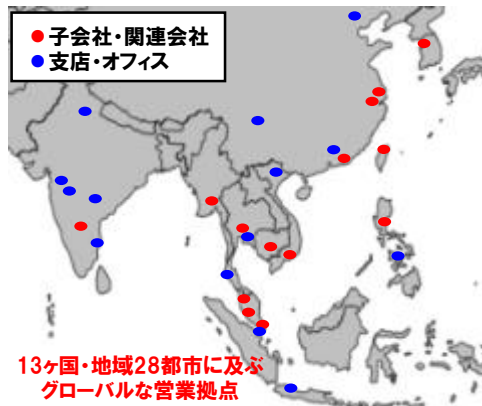 ●子会社・関連会社
●支店・オフィス
13ヶ国・地域28都市に及ぶ
グローバルな営業拠点